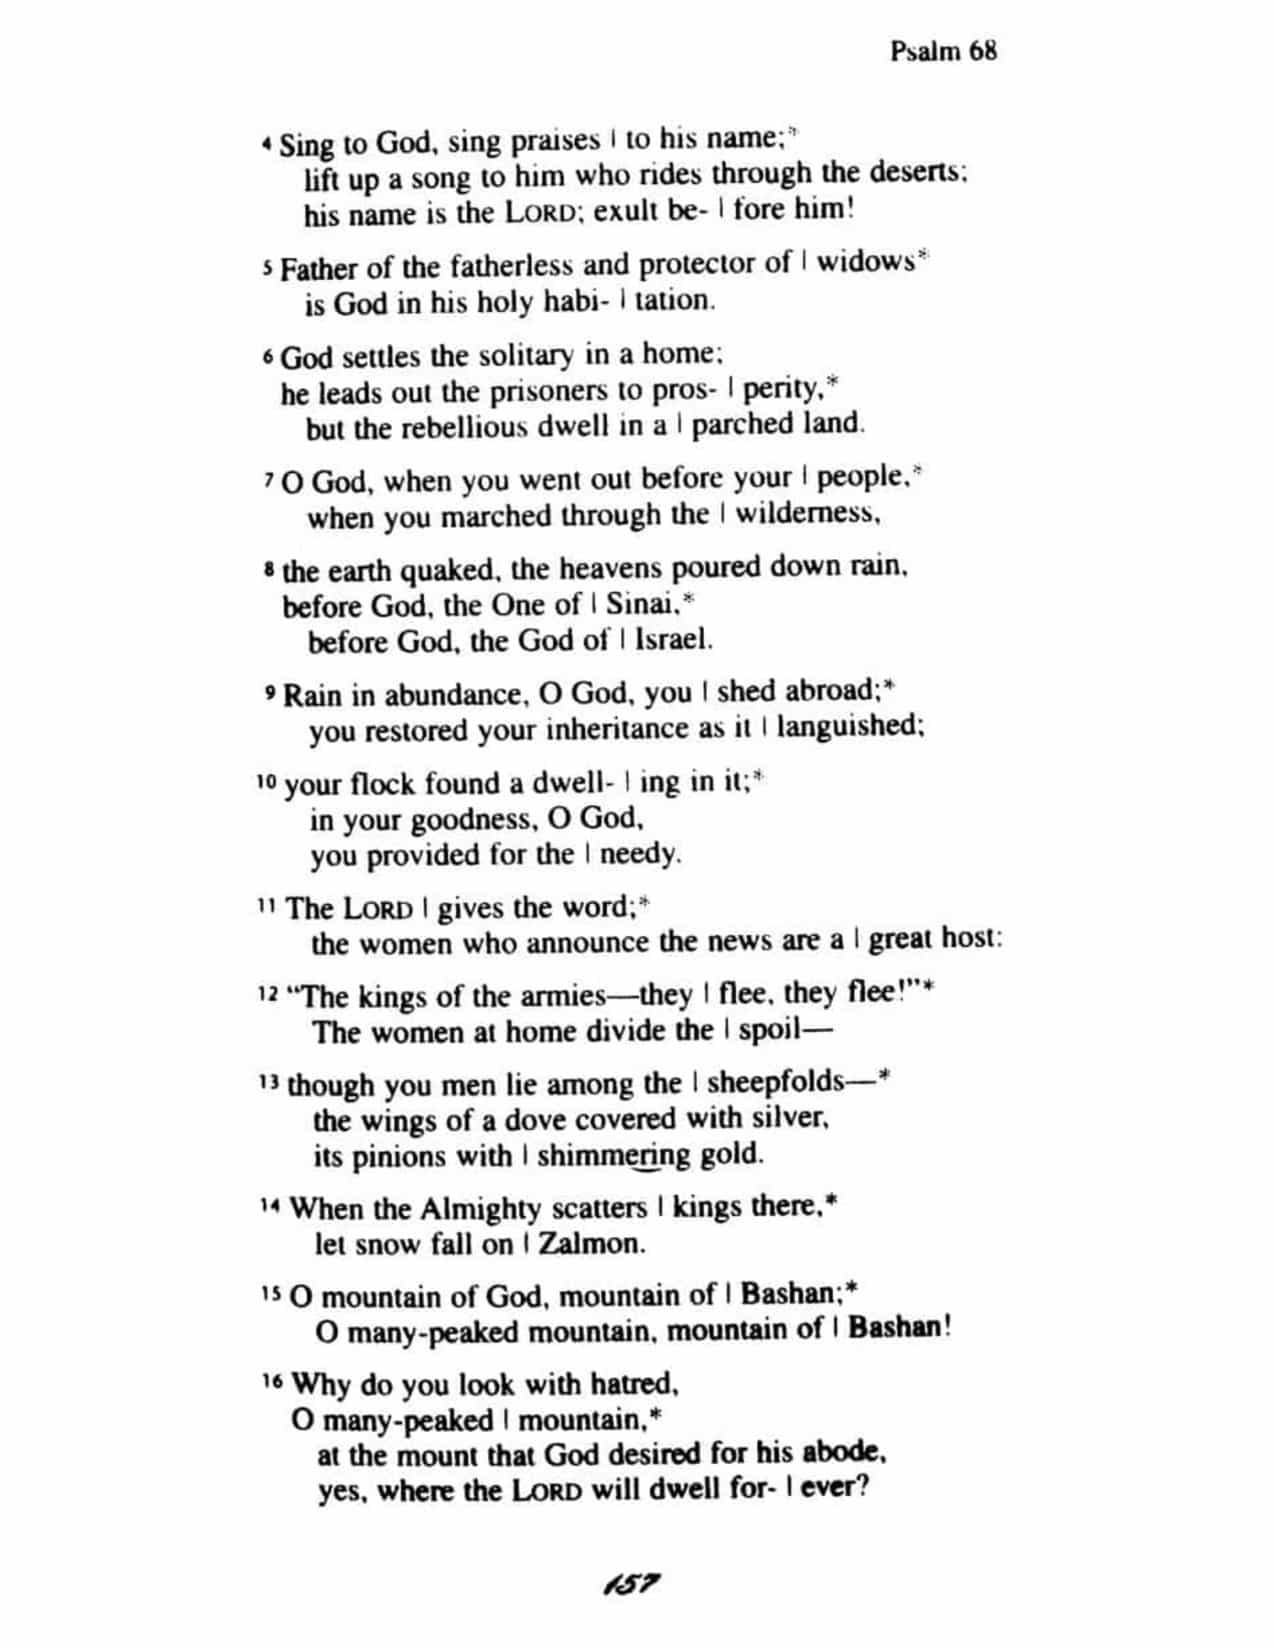 Psalm 68
4 Sing to God, sing praises | to his name;*
lift up a song to him who rides through the deserts;
his name is the LORD; exult be- | fore him!
5 Father of the fatherless and protector of | widows*
is God in his holy habi- | tation.
6 God settles the solitary in a home;
he leads out the prisoners to pros- | perity,*
but the rebellious dwell in a | parched land.
7 O God, when you went out before your | people,*
when you marched through the | wilderness,
8 the earth quaked, the heavens poured down rain,
before God, the One of | Sinai,*
before God, the God of | Israel.
9 Rain in abundance, O God, you | shed abroad;*
you restored your inheritance as it | languished;
10 your flock found a dwell- | ing in it;*
in your goodness, O God,
you provided for the | needy.
11 The LORD | gives the word;*
the women who announce the news are a | great host:
12 “The kings of the armies—they | flee, they flee!”*
The women at home divide the | spoil—
13 though you men lie among the | sheepfolds—*
the wings of a dove covered with silver,
its pinions with | shimmering gold.
14 When the Almighty scatters | kings there,*
let snow fall on | Zalmon.
15 O mountain of God, mountain of | Bashan;*
O many-peaked mountain, mountain of | Bashan!
16 Why do you look with hatred,
O many-peaked | mountain,*
at the mount that God desired for his abode,
yes, where the LORD will dwell for- | ever?
157